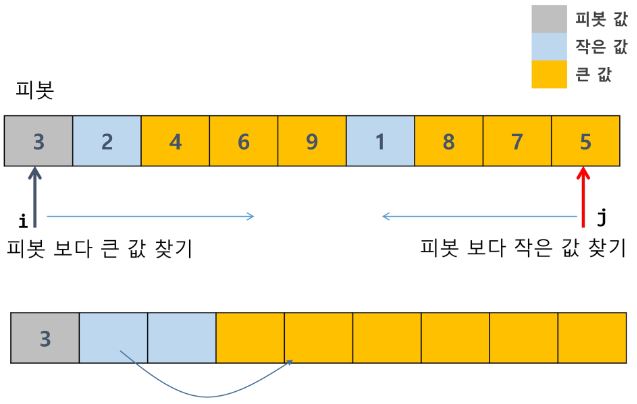 피봇 값
작은 값
큰 값
피봇
3 2 4 6 9 1 8 7 5
i j
피봇 보다 큰 값 찾기 피봇 보다 작은 값 찾기
3